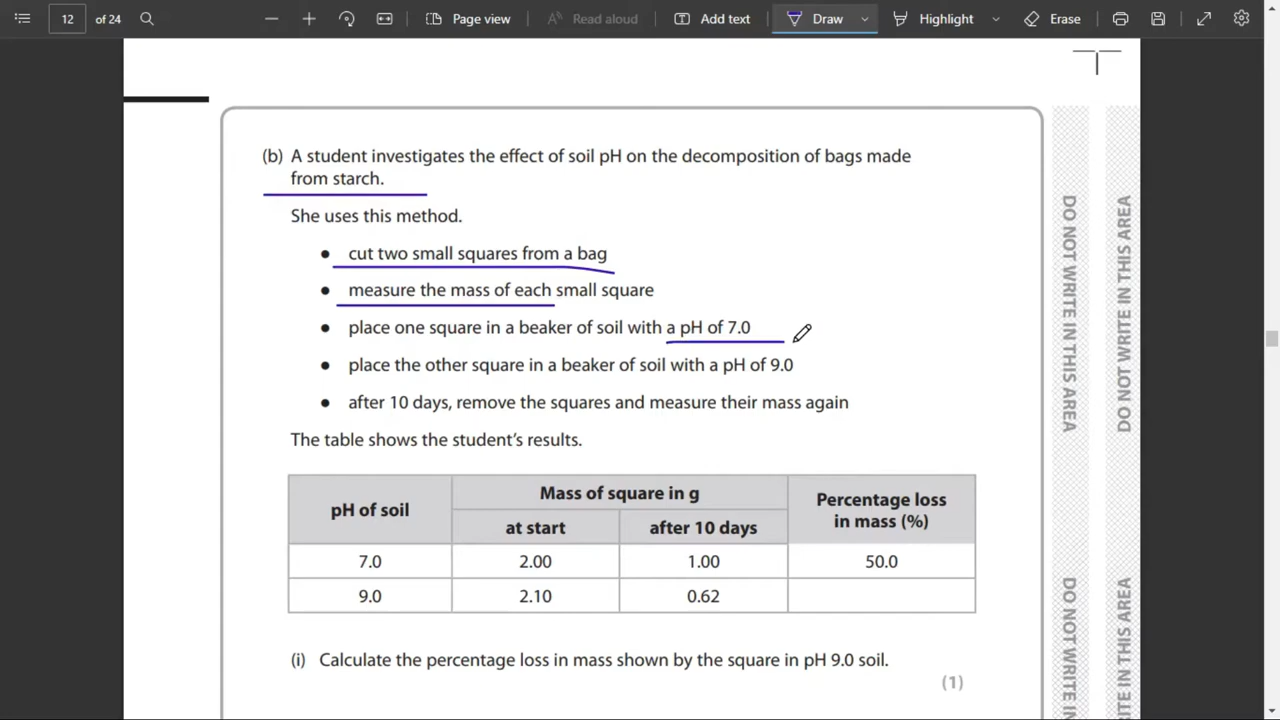 12 of 24 Page view Read aloud Add text Draw Highlight Erase
(b) A student investigates the effect of soil pH on the decomposition of bags made
from starch.
She uses this method.
• cut two small squares from a bag
• measure the mass of each small square
• place one square in a beaker of soil with a pH of 7.0
• place the other square in a beaker of soil with a pH of 9.0
• after 10 days, remove the squares and measure their mass again
The table shows the student's results.
pH of soil Mass of square in g Percentage loss in mass (%)
at start after 10 days
7.0 2.00 1.00 50.0
9.0 2.10 0.62
(i) Calculate the percentage loss in mass shown by the square in pH 9.0 soil.
(1)
DO NOT WRITE IN THIS AREA
DO NOT WRITE IN THIS AREA
DO NOT WRITE IN
ITE IN THIS AREA